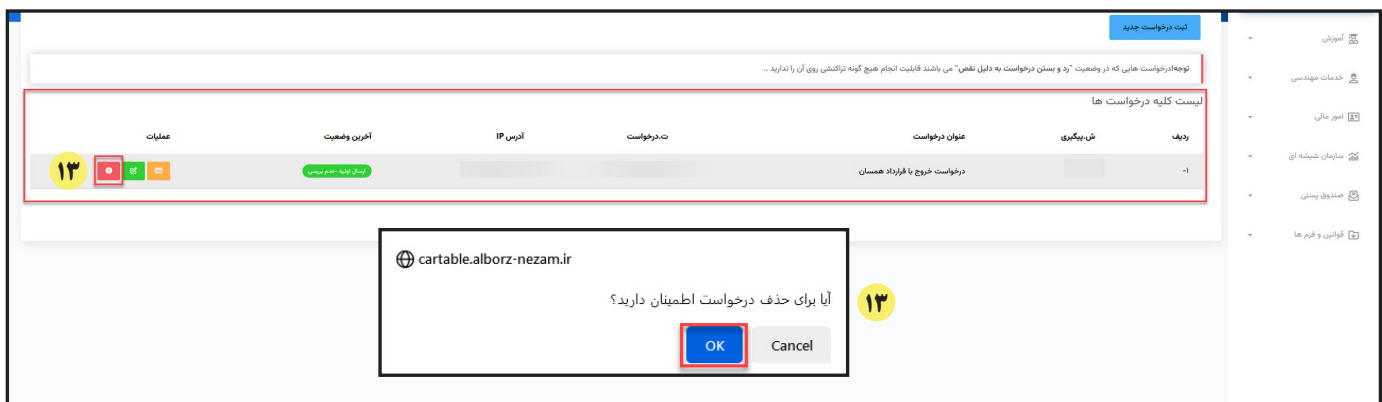 ثبت درخواست جدید
توجه!درخواست هایی که در وضعیت "رد و بستن درخواست به دلیل نقص" می باشند قابلیت انجام هیچ گونه تراکنشی روی آن را ندارید ..
لیست کلیه درخواست ها
ردیف ش.پیگیری عنوان درخواست ت.درخواست آدرس IP آخرین وضعیت عملیات
۱- درخواست خروج با قرارداد همسان ارسال اولیه -عدم بررسی ۱۳
آموزش
خدمات مهندسی
امور مالی
سازمان شیشه ای
صندوق پستی
قوانین و فرم ها
cartable.alborz-nezam.ir
آیا برای حذف درخواست اطمینان دارید؟
۱۳
OK Cancel